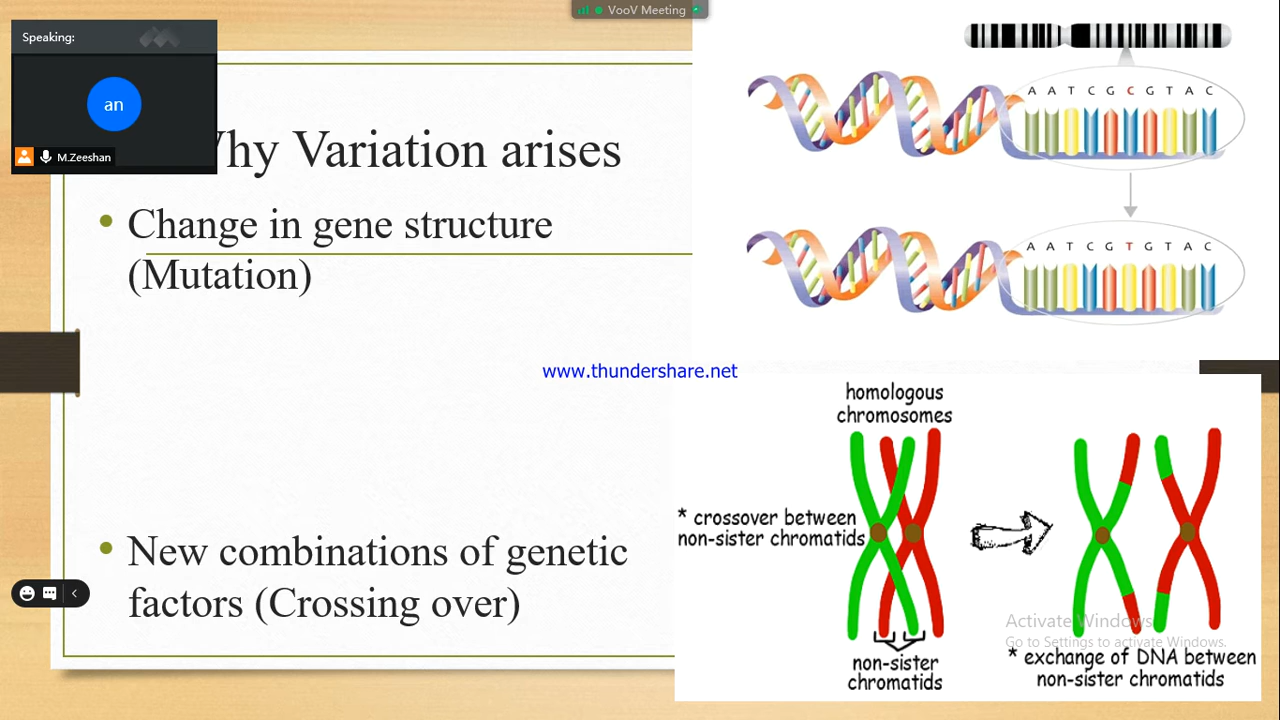 VooV Meeting
Speaking:
an
M.Zeeshan
hy Variation arises
• Change in gene structure
(Mutation)
• New combinations of genetic
factors (Crossing over)
A A T C G C G T A C
A A T C G T G T A C
www.thundershare.net
homologous
chromosomes
* crossover between
non-sister chromatids
non-sister
chromatids
* exchange of DNA between
non-sister chromatids
Activate Windows
Go to Settings to activate Windows.